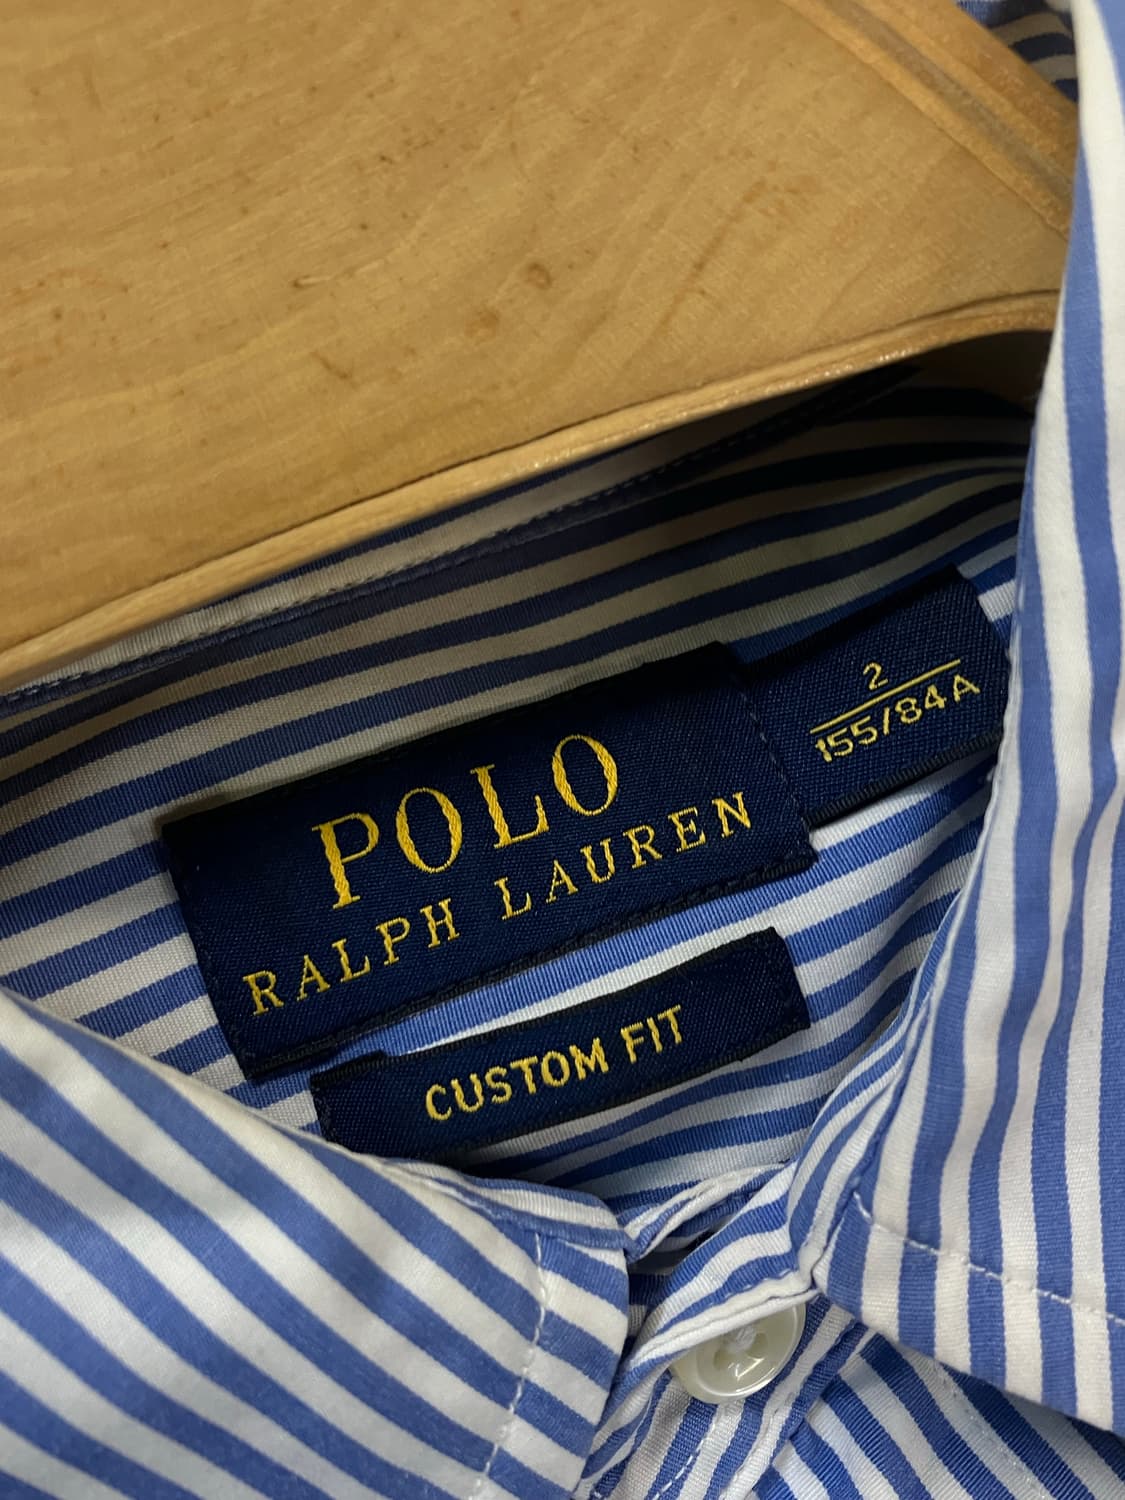 POLO
RALPH LAUREN
2
155/84A
CUSTOM FIT